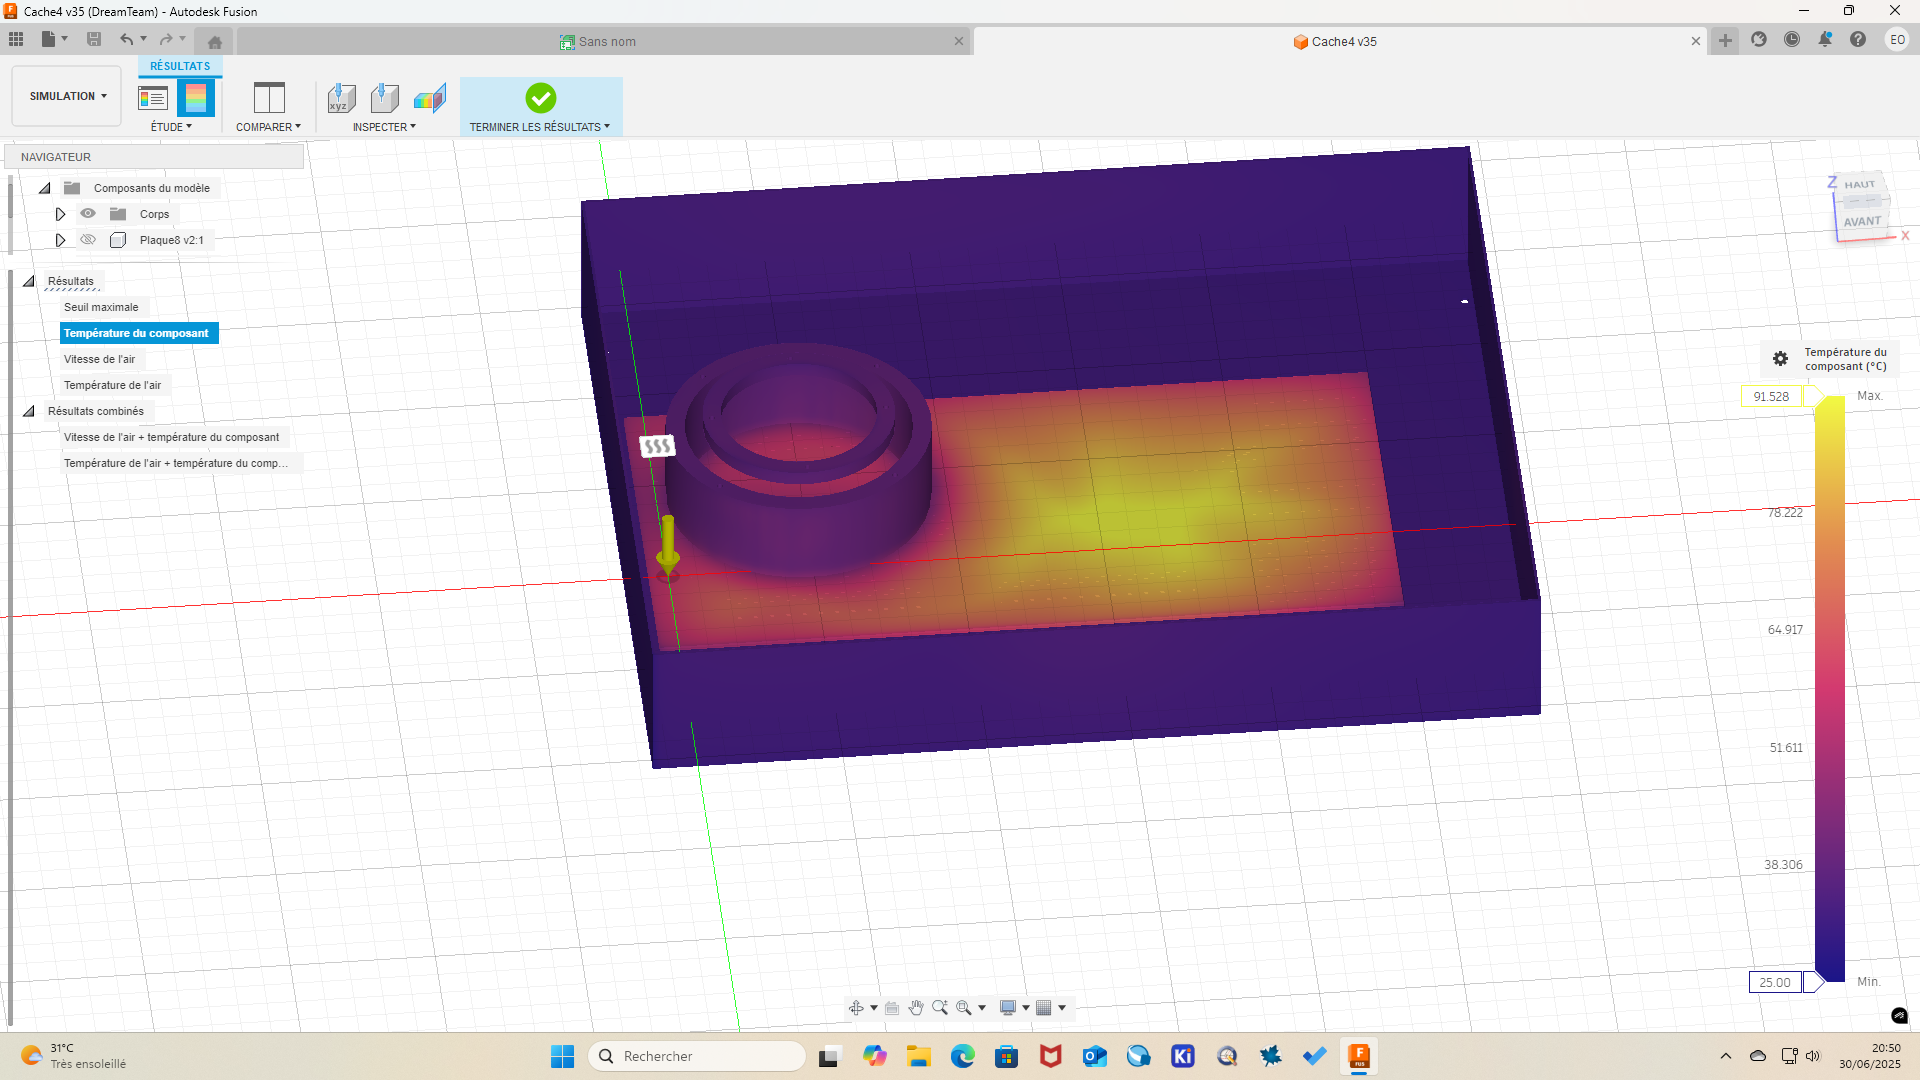 Cache4 v35 (DreamTeam) - Autodesk Fusion
Sans nom
Cache4 v35
EO
RÉSULTATS
SIMULATION
ÉTUDE
COMPARER
INSPECTER
TERMINER LES RÉSULTATS
xyz
NAVIGATEUR
Composants du modèle
Corps
Plaque8 v2:1
Résultats
Seuil maximale
Température du composant
Vitesse de l'air
Température de l'air
Résultats combinés
Vitesse de l'air + température du composant
Température de l'air + température du comp...
Z
HAUT
AVANT
X
Température du
composant (°C)
91.528
Max.
78.222
64.917
51.611
38.306
25.00
Min.
31°C
Très ensoleillé
Rechercher
Ki
F
FUS
20:50
30/06/2025